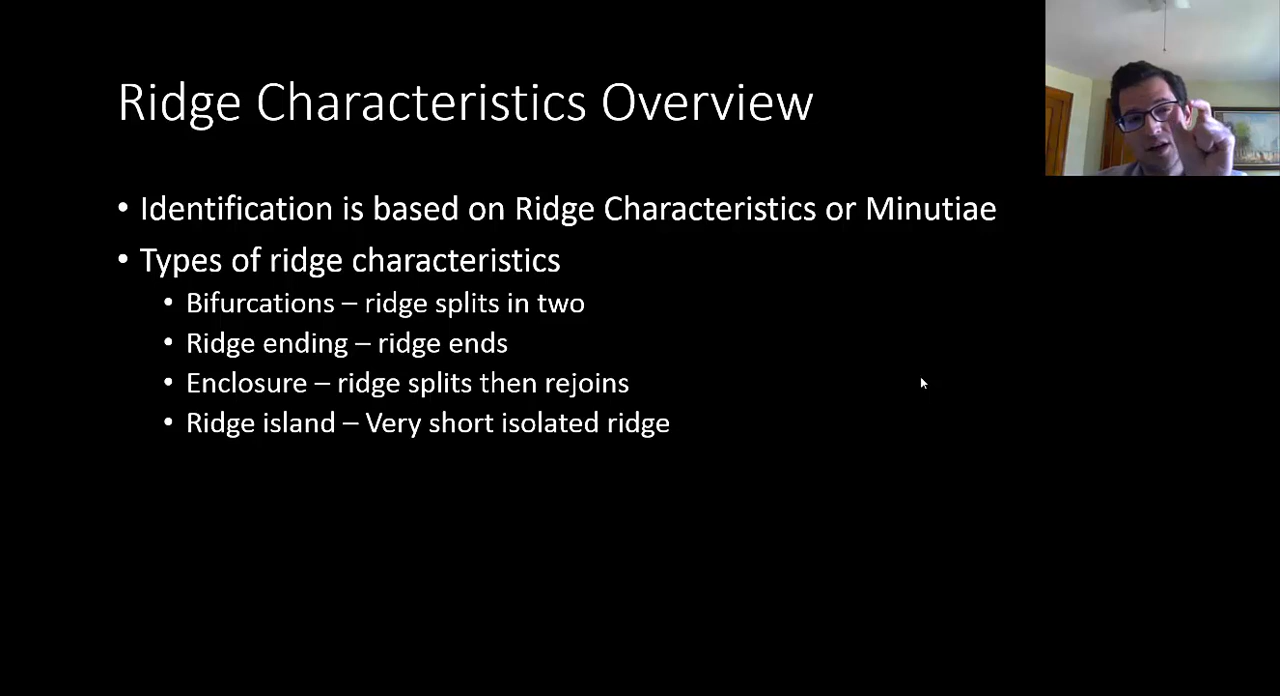 Ridge Characteristics Overview
• Identification is based on Ridge Characteristics or Minutiae
• Types of ridge characteristics
• Bifurcations – ridge splits in two
• Ridge ending – ridge ends
• Enclosure – ridge splits then rejoins
• Ridge island – Very short isolated ridge